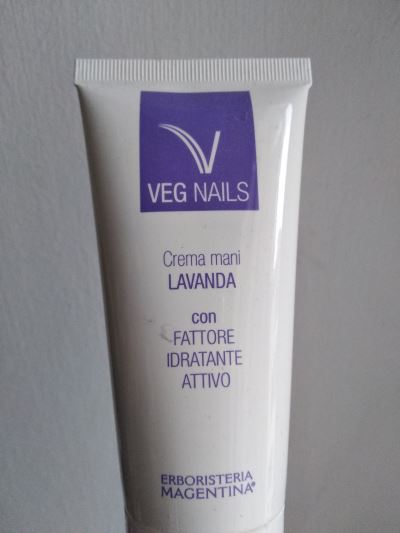 VEG NAILS
Crema mani
LAVANDA
con
FATTORE
IDRATANTE
ATTIVO
ERBORISTERIA
MAGENTINA®